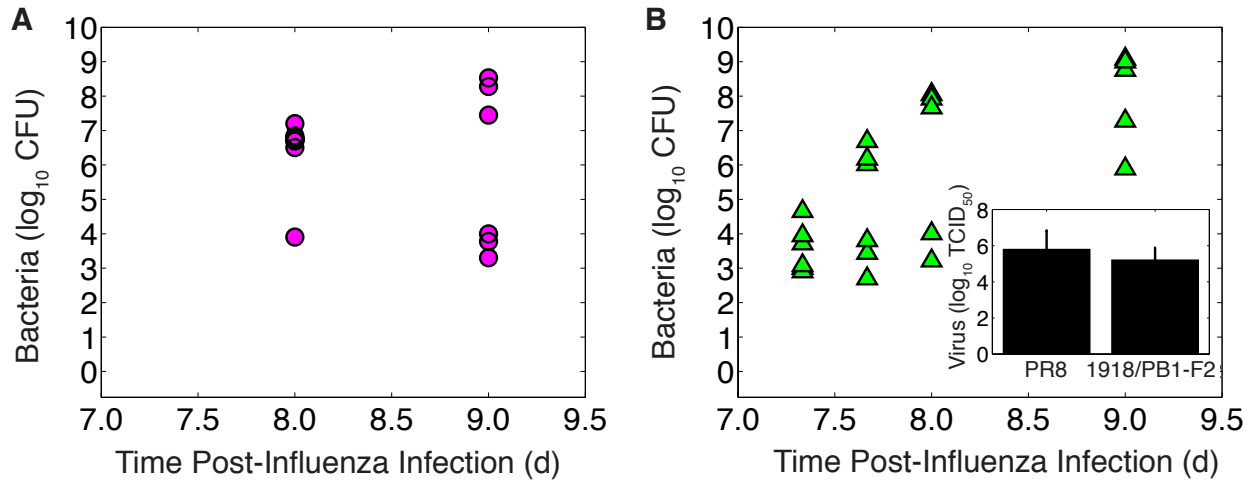 A
10
9
8
7
6
5
4
3
2
1
0
Bacteria (log10 CFU)
7.0 7.5 8.0 8.5 9.0 9.5
Time Post-Influenza Infection (d)
B
10
9
8
7
6
5
4
3
2
1
0
Bacteria (log10 CFU)
7.0 7.5 8.0 8.5 9.0 9.5
Time Post-Influenza Infection (d)
8
6
4
2
0
Virus (log10 TCID50)
PR8 1918/PB1-F2